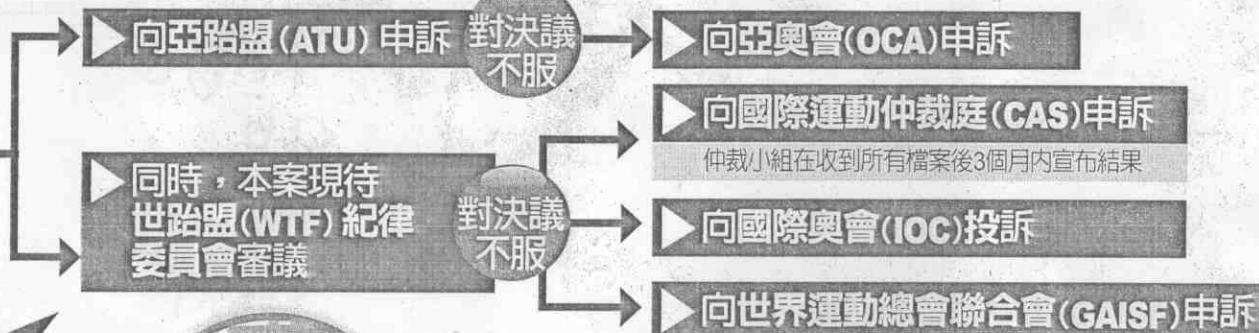 向亞跆盟(ATU)申訴
對決議
不服
向亞奧會(OCA)申訴
同時，本案現待
世跆盟(WTF)紀律
委員會審議
對決議
不服
向國際運動仲裁庭(CAS)申訴
仲裁小組在收到所有檔案後3個月內宣布結果
向國際奧會(IOC)投訴
向世界運動總會聯合會(GAISF)申訴